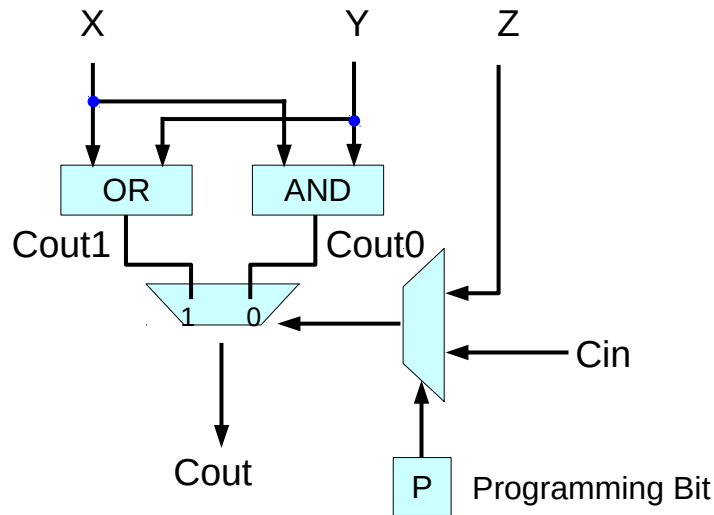 X Y Z
OR AND
Cout1 Cout0
1 0
Cin
Cout
P Programming Bit